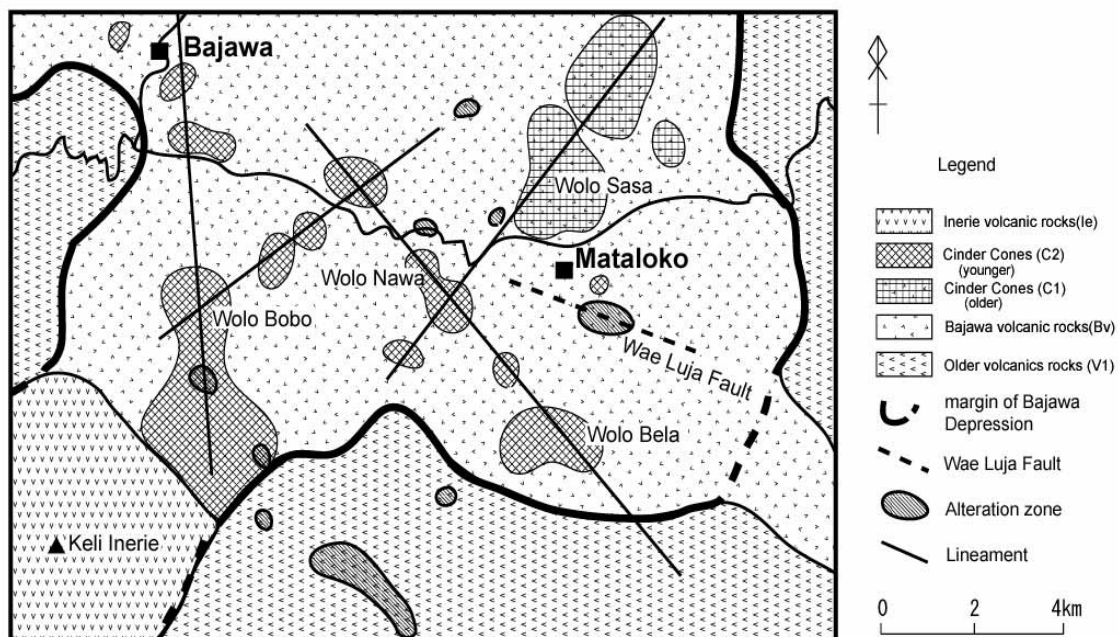 Bajawa
Wolo Sasa
Mataloko
Wolo Nawa
Wolo Bobo
Wae Luja Fault
Wolo Bela
Keli Inerie
Legend
Inerie volcanic rocks(Ie)
Cinder Cones (C2)
(younger)
Cinder Cones (C1)
(older)
Bajawa volcanic rocks(Bv)
Older volcanics rocks (V1)
margin of Bajawa
Depression
Wae Luja Fault
Alteration zone
Lineament
0 2 4km